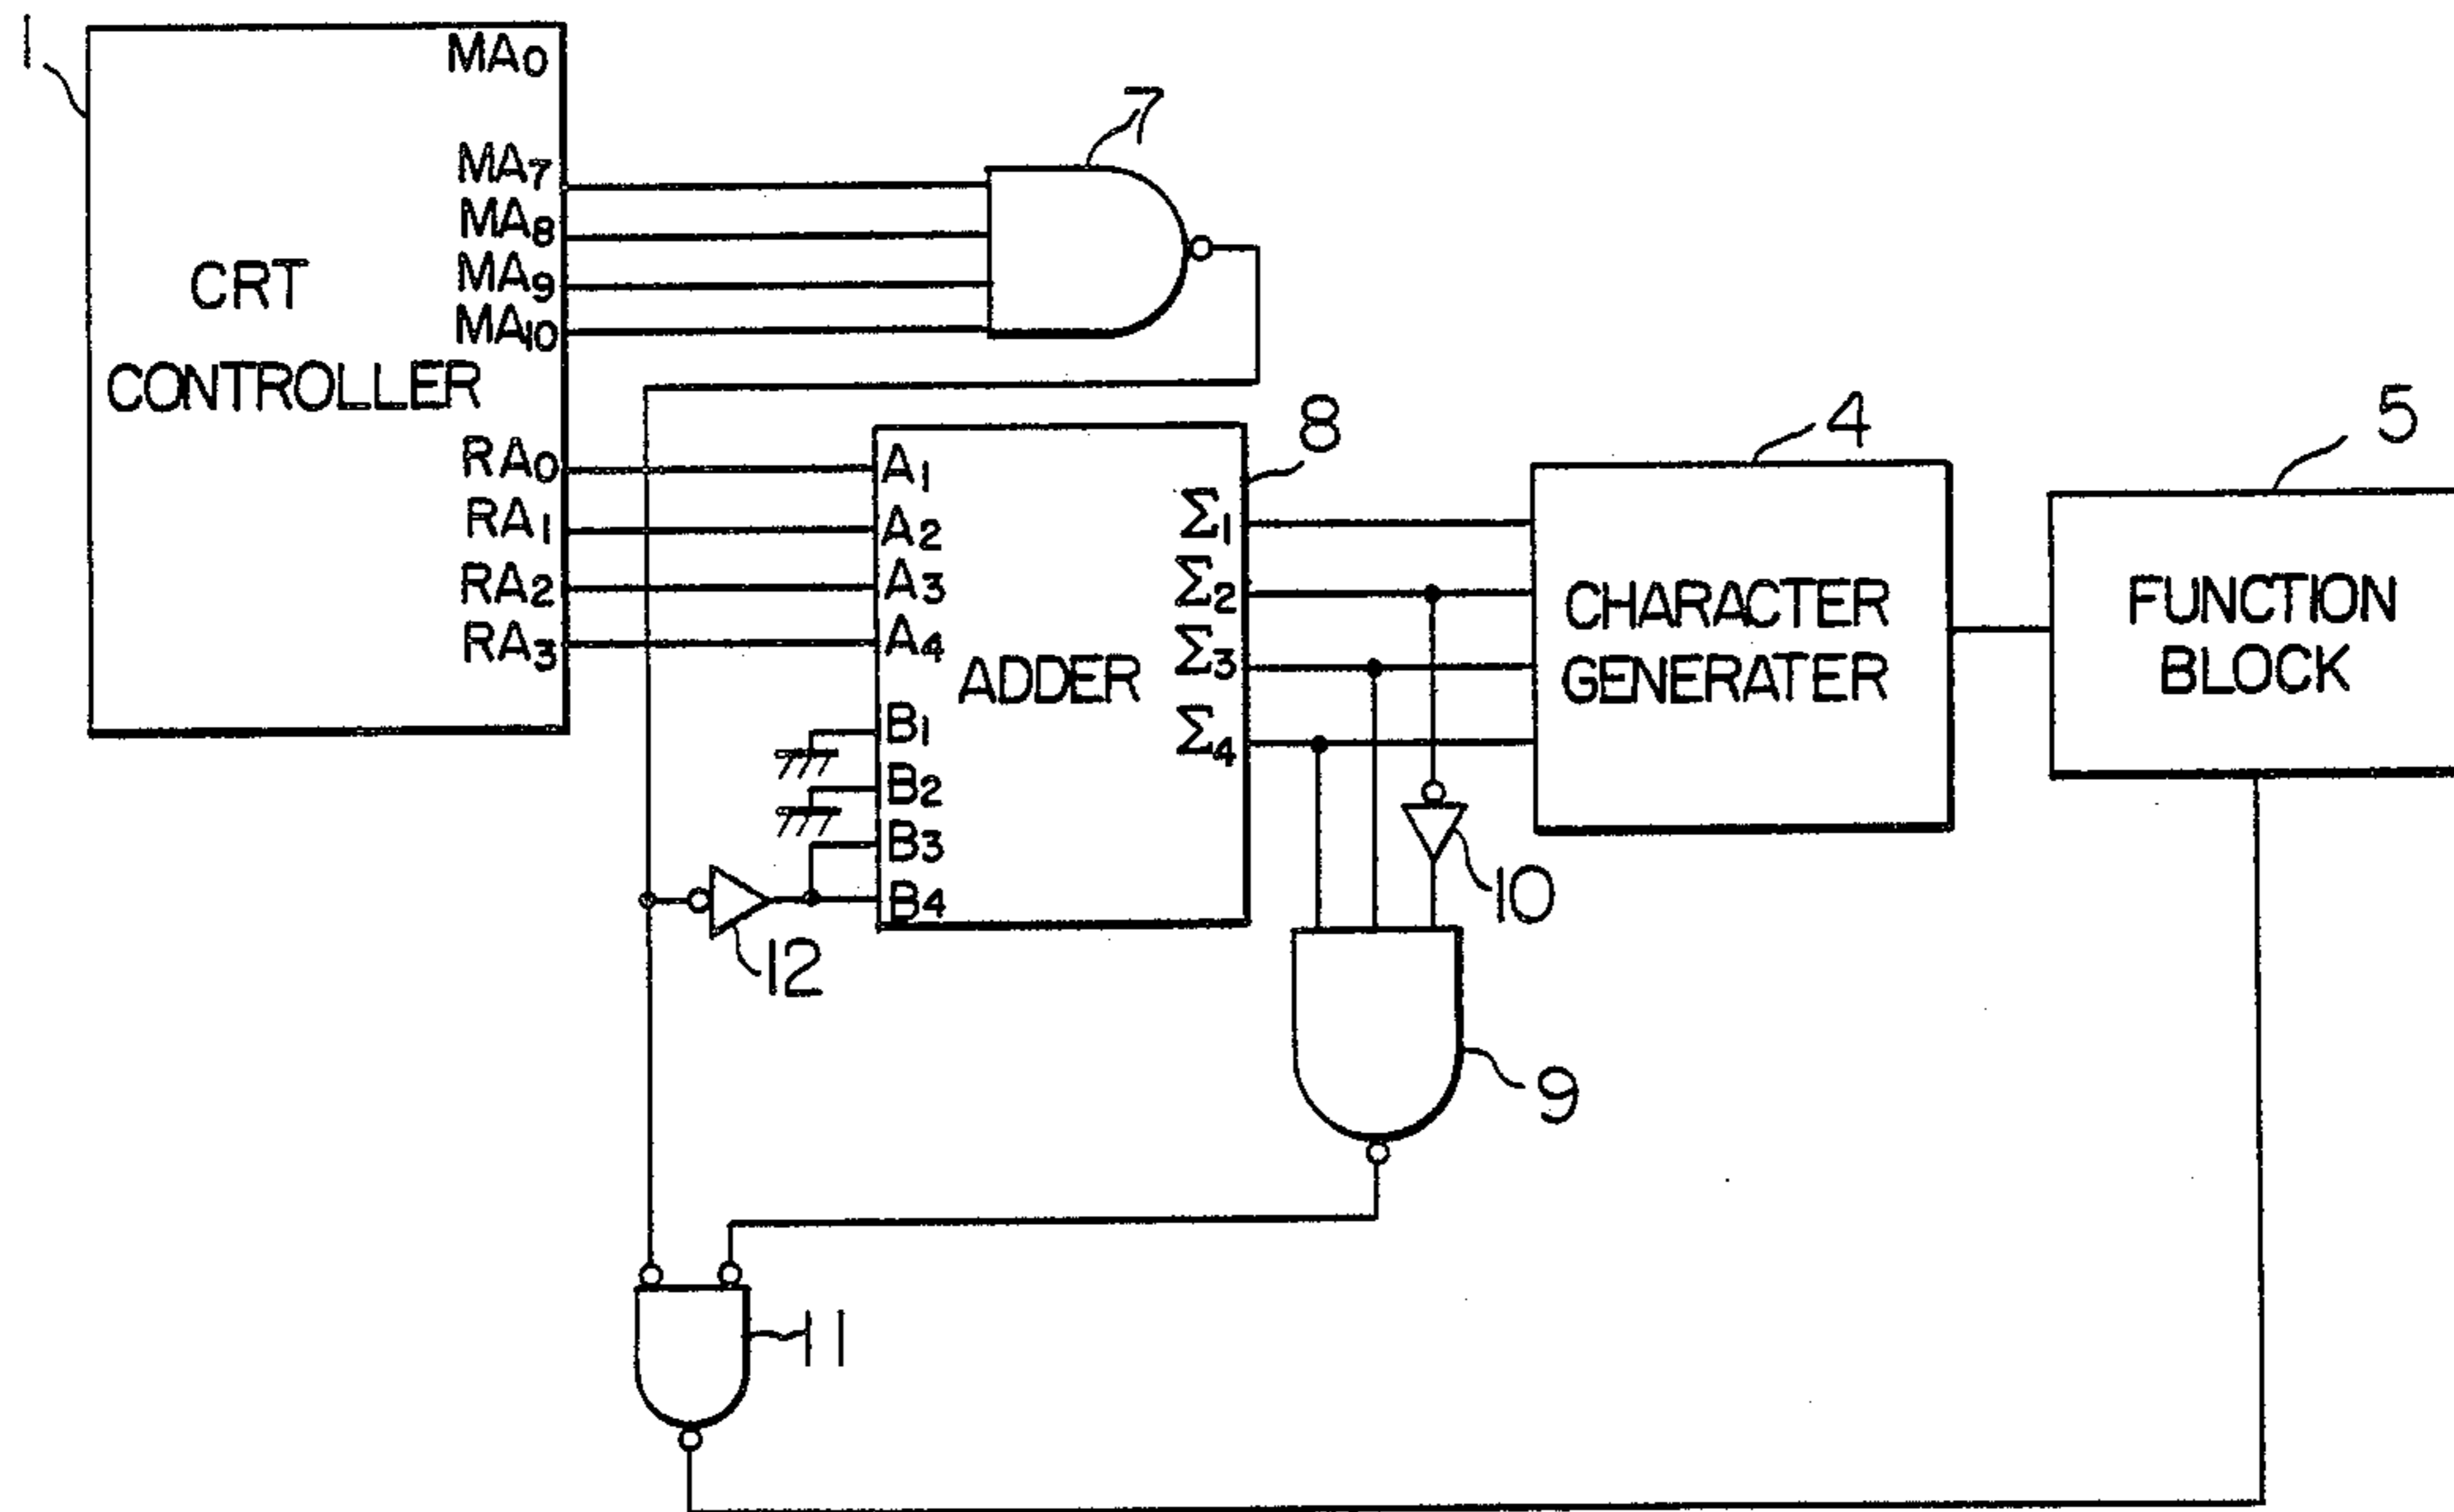 1
MA0
MA7
MA8
MA9
MA10
CRT
CONTROLLER
RA0
RA1
RA2
RA3
7
8
A1
A2
A3
A4
B1
B2
B3
B4
ADDER
Σ1
Σ2
Σ3
Σ4
4
CHARACTER
GENERATER
5
FUNCTION
BLOCK
10
12
9
11